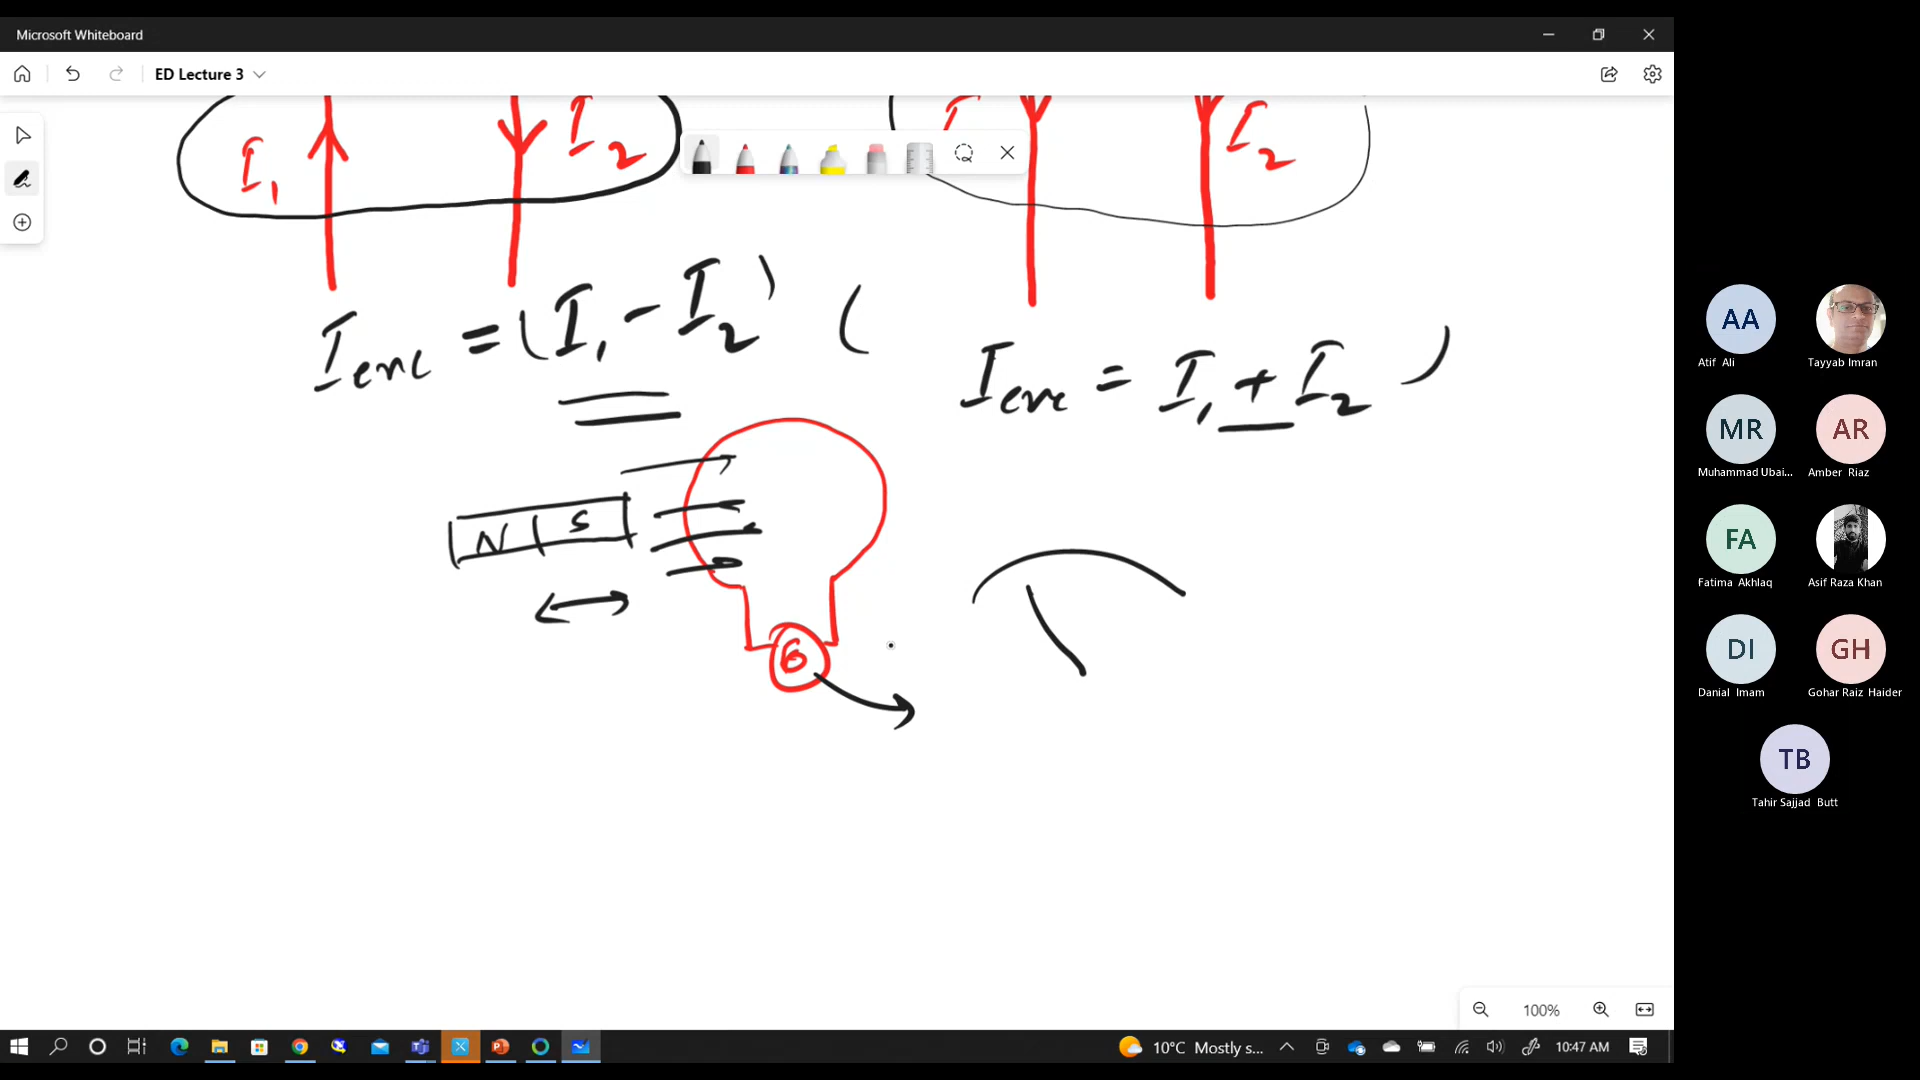 Microsoft Whiteboard
ED Lecture 3
I₁
I₂
I₂
Ienc = (I₁ - I₂) (
Ienc = I₁ + I₂ )
N S
G
AA
Atif Ali
Tayyab Imran
MR
Muhammad Ubai...
AR
Amber Riaz
FA
Fatima Akhlaq
Asif Raza Khan
DI
Danial Imam
GH
Gohar Raiz Haider
TB
Tahir Sajjad Butt
100%
10°C Mostly s...
10:47 AM